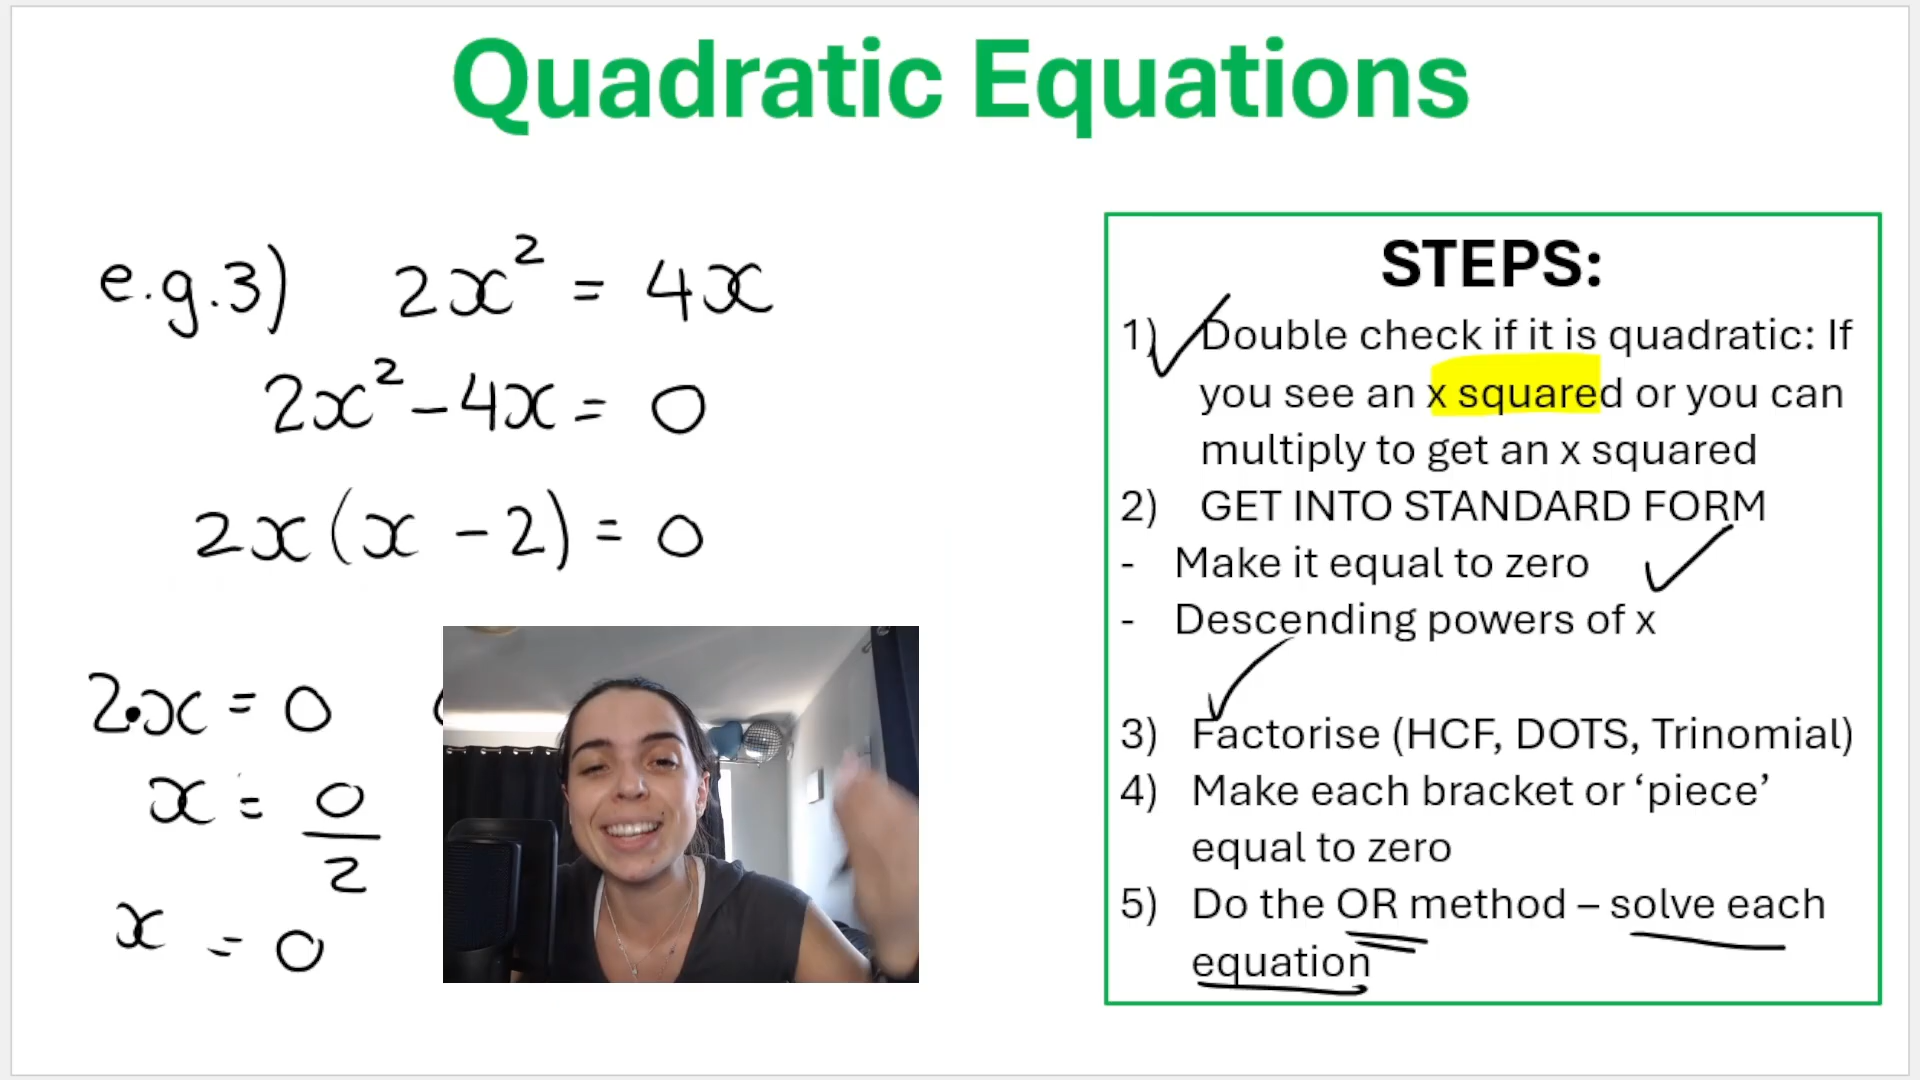 Quadratic Equations
e.g.3) 2x² = 4x
2x² - 4x = 0
2x(x - 2) = 0
2·x = 0
x = 0/2
x = 0
STEPS:
1) Double check if it is quadratic: If
you see an x squared or you can
multiply to get an x squared
2) GET INTO STANDARD FORM
- Make it equal to zero
- Descending powers of x
3) Factorise (HCF, DOTS, Trinomial)
4) Make each bracket or ‘piece’
equal to zero
5) Do the OR method – solve each
equation